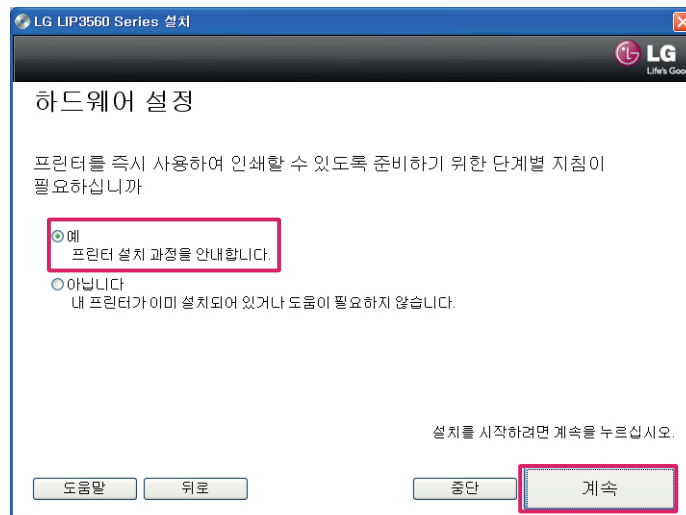 LG LIP3560 Series 설치
LG
Life's Good
하드웨어 설정
프린터를 즉시 사용하여 인쇄할 수 있도록 준비하기 위한 단계별 지침이
필요하십니까
예
프린터 설치 과정을 안내합니다.
아닙니다
내 프린터가 이미 설치되어 있거나 도움이 필요하지 않습니다.
설치를 시작하려면 계속을 누르십시오.
도움말 뒤로 중단 계속